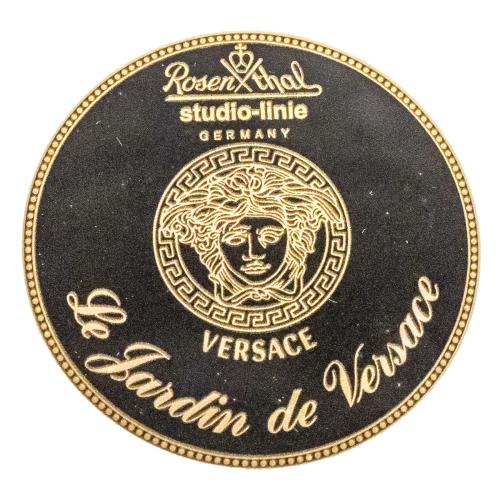 Rosenthal
studio-linie
GERMANY
VERSACE
Le Jardin de Versace